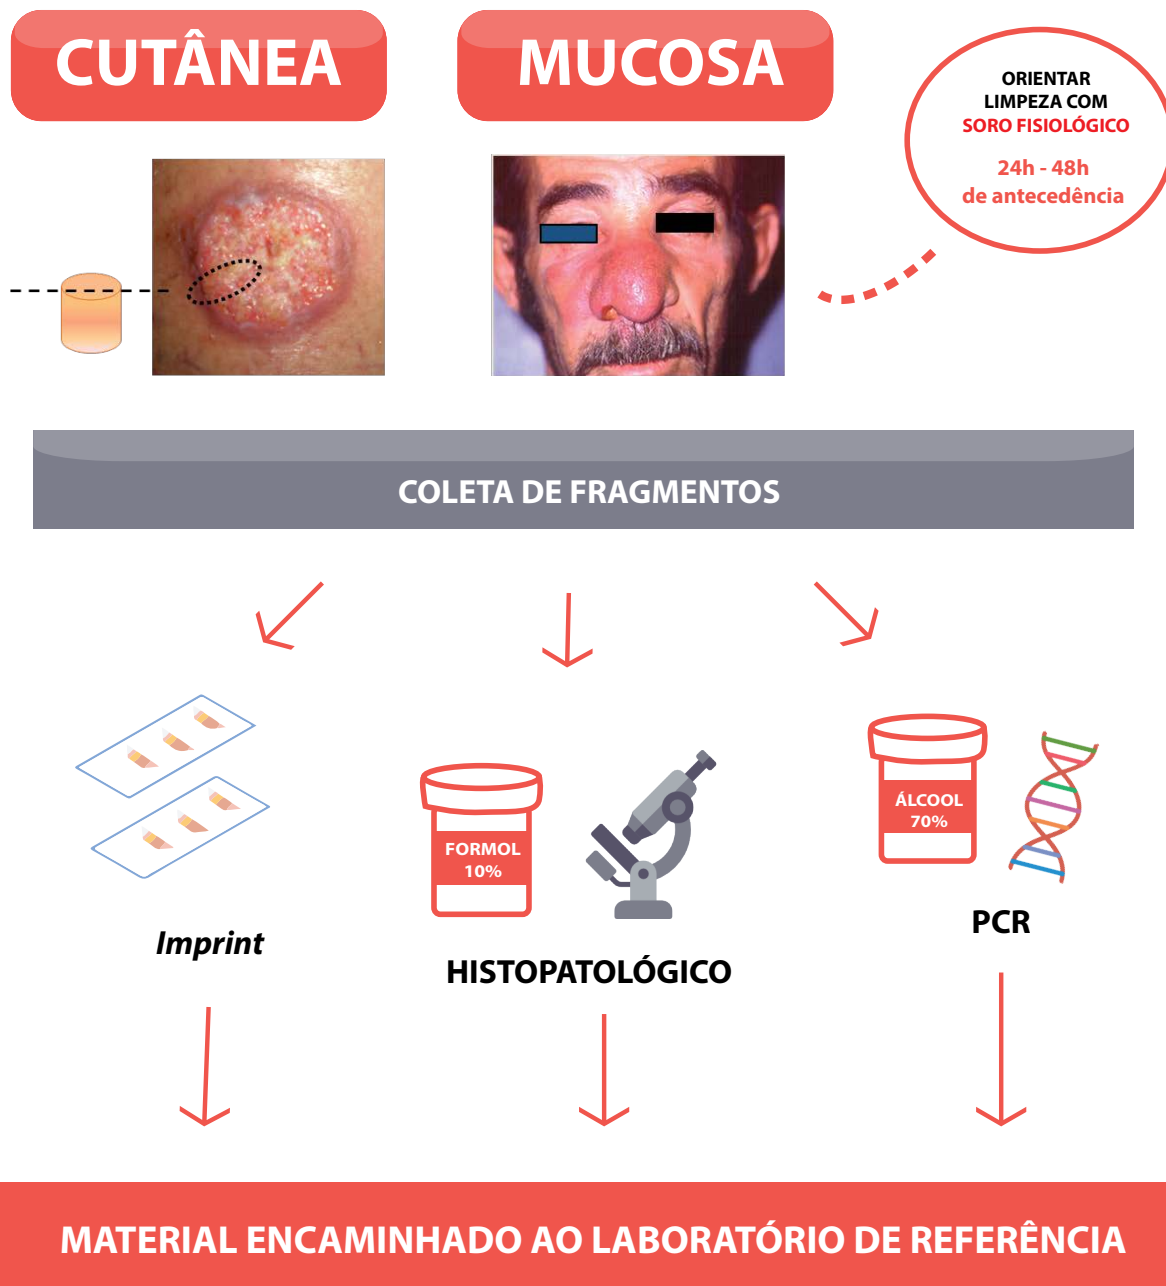 CUTÂNEA
MUCOSA
ORIENTAR
LIMPEZA COM
SORO FISIOLÓGICO
24h - 48h
de antecedência
COLETA DE FRAGMENTOS
Imprint
FORMOL
10%
HISTOPATOLÓGICO
ÁLCOOL
70%
PCR
MATERIAL ENCAMINHADO AO LABORATÓRIO DE REFERÊNCIA